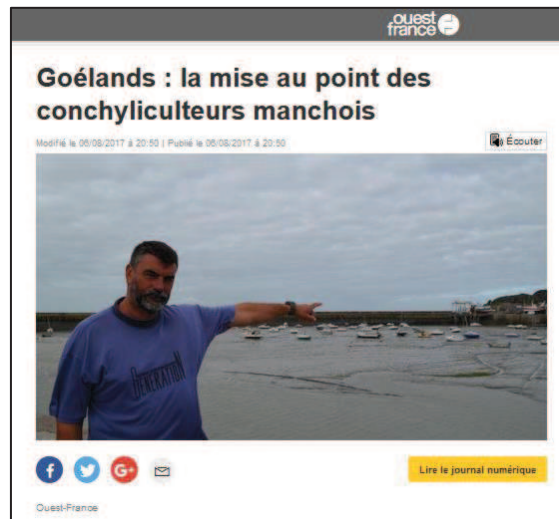 ouest
france
Goélands : la mise au point des
conchyliculteurs manchois
Modifié le 06/08/2017 à 20:50 | Publié le 06/08/2017 à 20:50
Écouter
GENERATION
Lire le journal numérique
Ouest-France